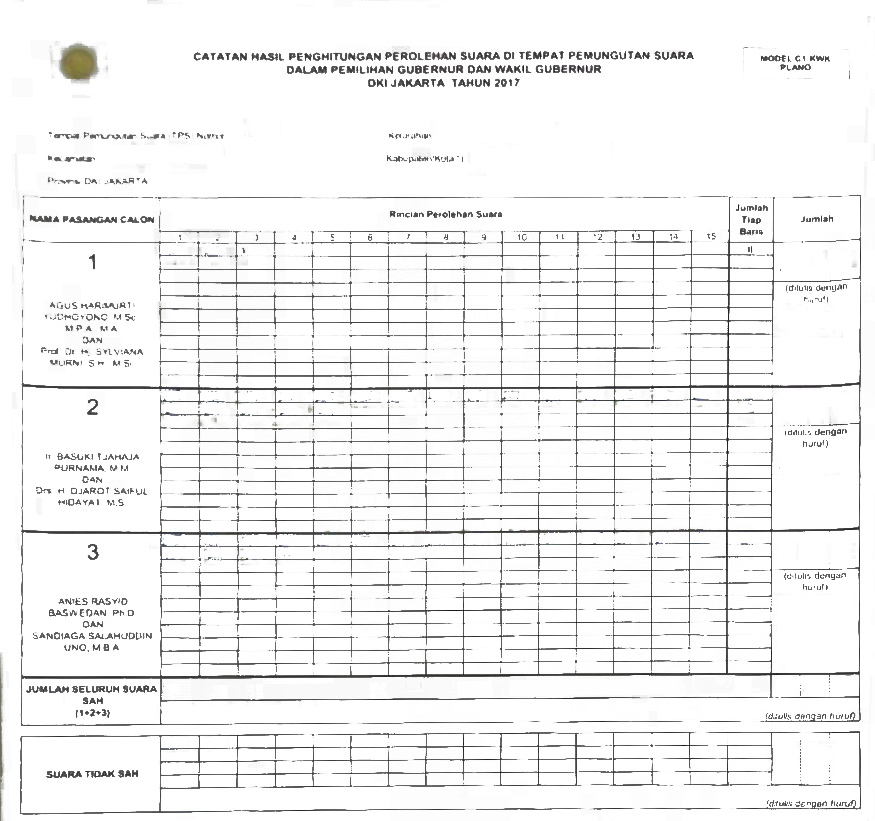 CATATAN HASIL PENGHITUNGAN PEROLEHAN SUARA DI TEMPAT PEMUNGUTAN SUARA
DALAM PEMILIHAN GUBERNUR DAN WAKIL GUBERNUR
DKI JAKARTA TAHUN 2017
MODEL C1-KWK
PLANO
Tempat Pemungutan Suara (TPS) Nomor
Kelurahan
Kecamatan
Kabupaten/Kota *)
Provinsi DKI JAKARTA
NAMA PASANGAN CALON
Rincian Perolehan Suara
Jumlah
Tiap
Baris
Jumlah
1 2 3 4 5 6 7 8 9 10 11 12 13 14 15
1
AGUS HARIMURTI
YUDHOYONO, M.Sc
M.P.A, M.A
DAN
Prof. Dr. Hj. SYLVIANA
MURNI, S.H., M.Si
(ditulis dengan
huruf)
2
Ir. BASUKI TJAHAJA
PURNAMA, M.M
DAN
Drs. H. DJAROT SAIFUL
HIDAYAT, M.S
(ditulis dengan
huruf)
3
ANIES RASYID
BASWEDAN, Ph.D
DAN
SANDIAGA SALAHUDDIN
UNO, M.B.A
(ditulis dengan
huruf)
JUMLAH SELURUH SUARA
SAH
(1+2+3)
(ditulis dengan huruf)
SUARA TIDAK SAH
(ditulis dengan huruf)